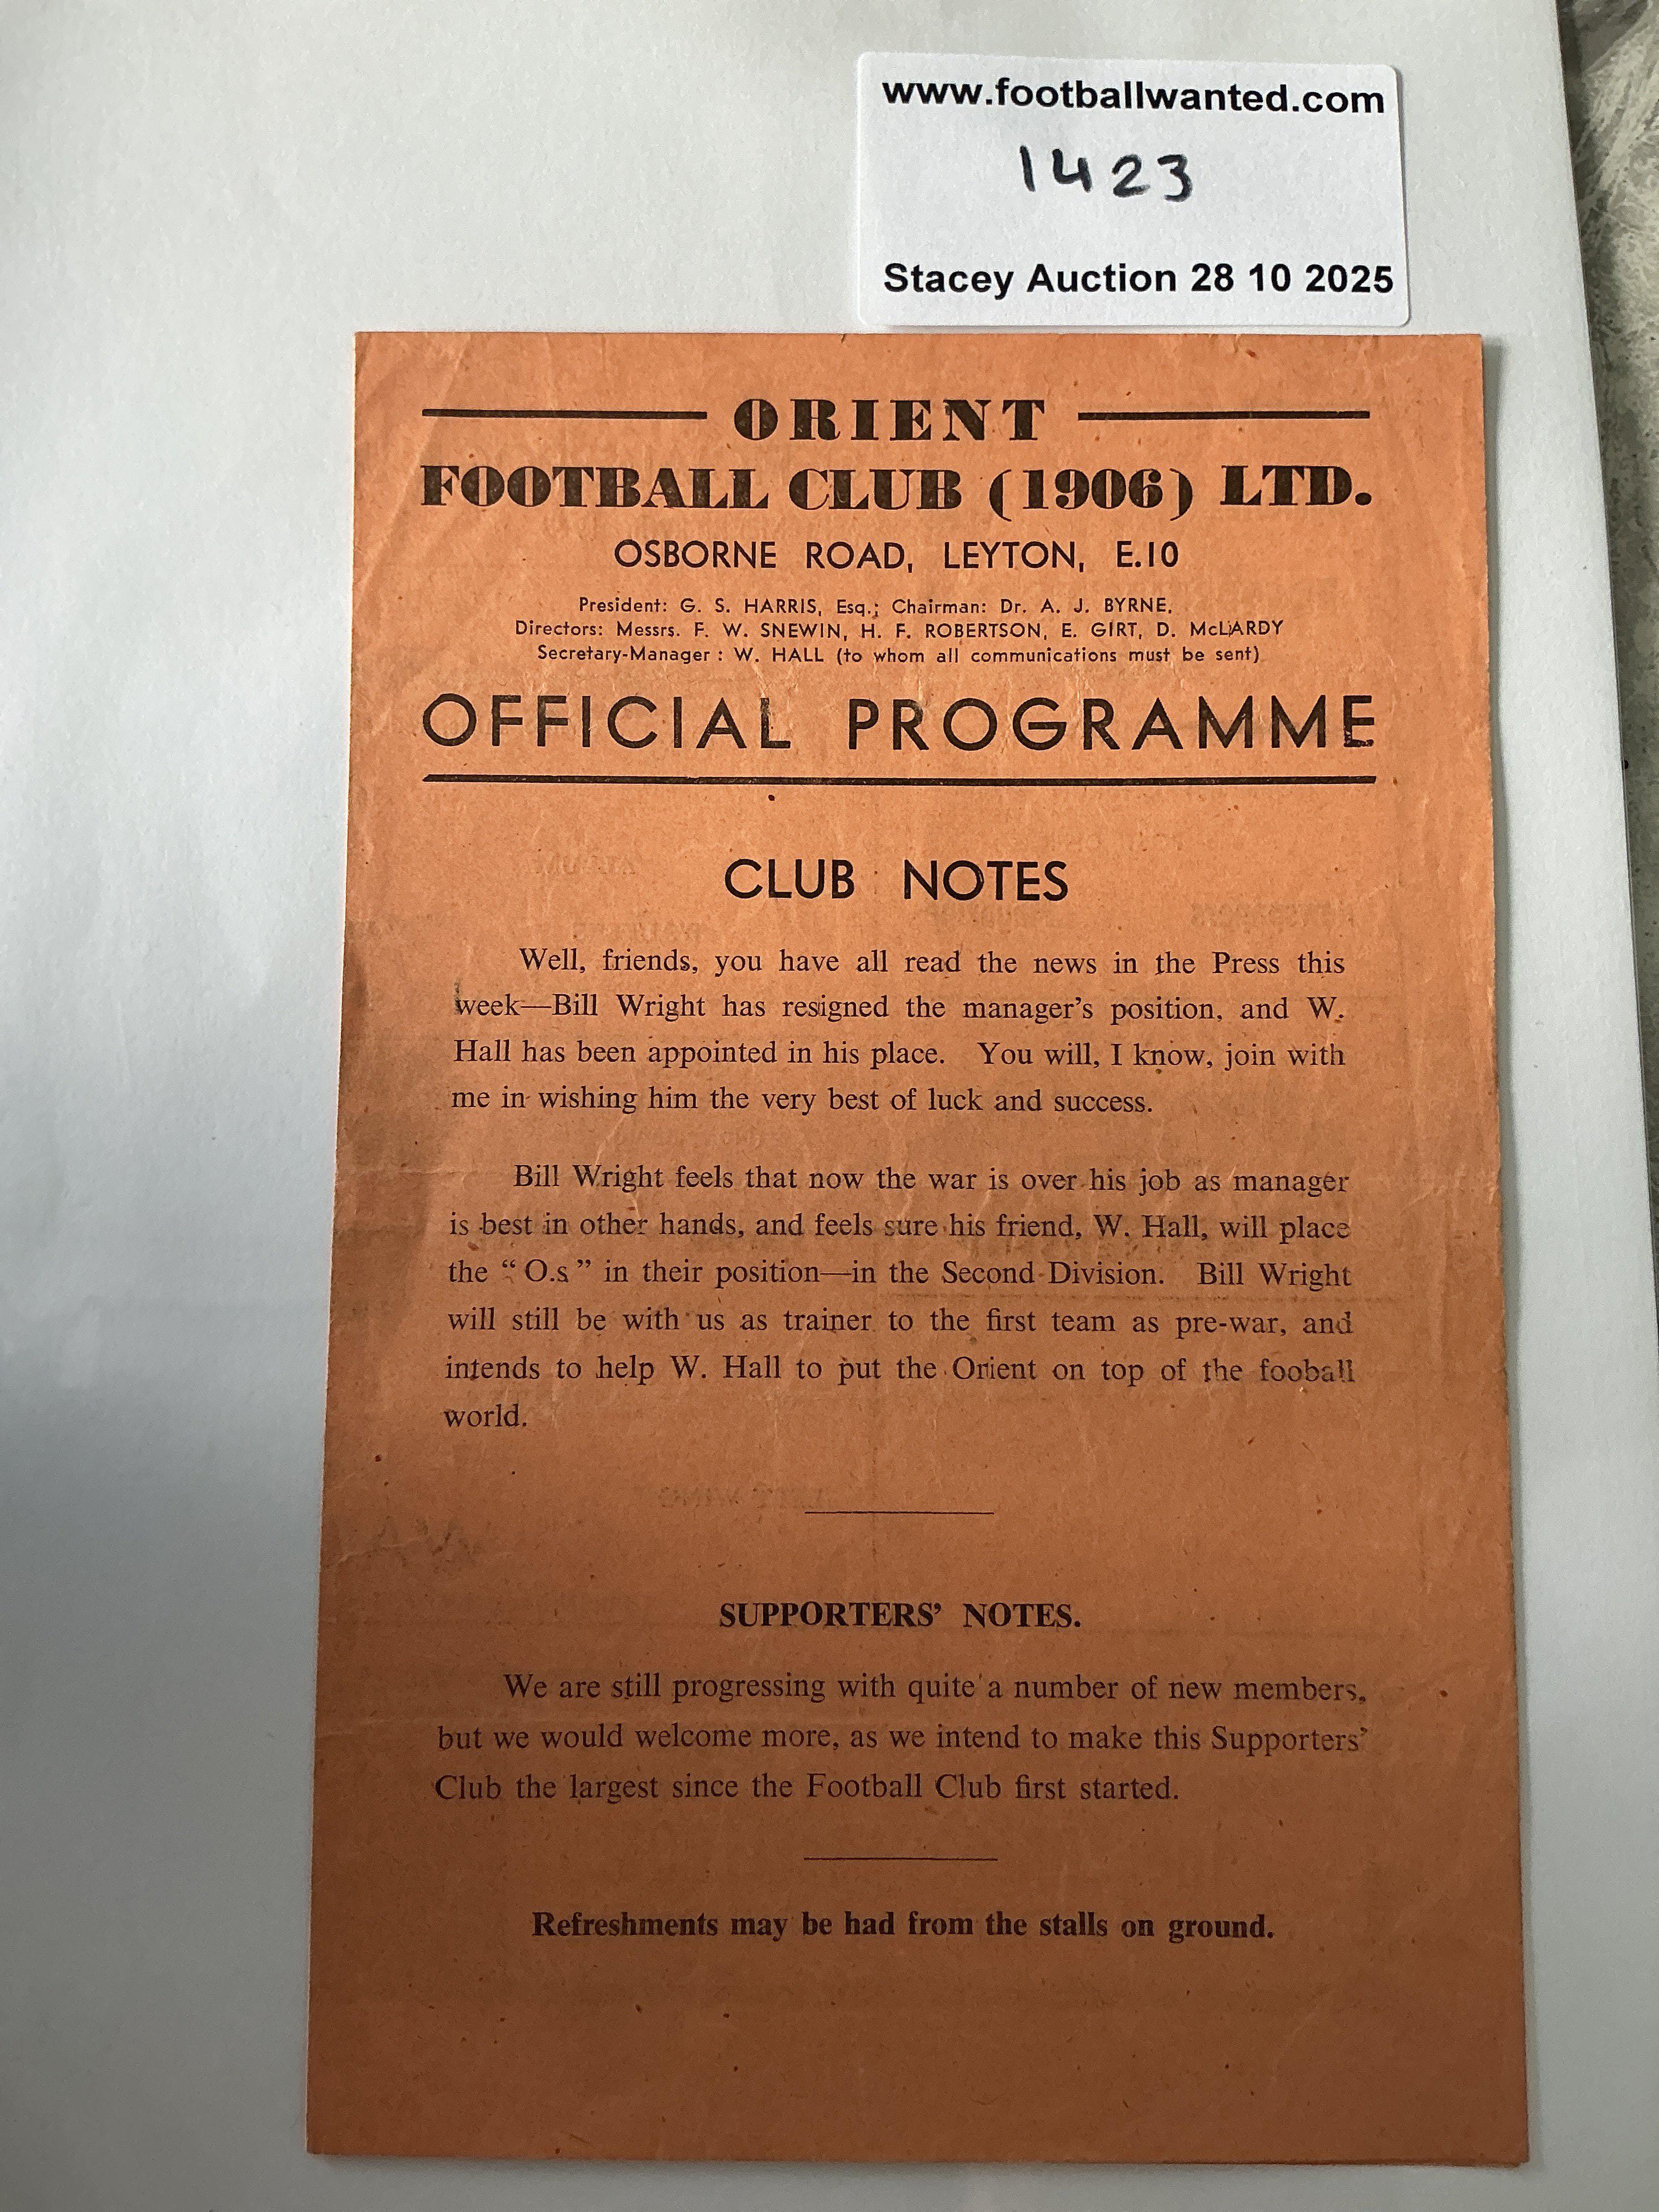 www.footballwanted.com
1423
Stacey Auction 28 10 2025
ORIENT
FOOTBALL CLUB (1906) LTD.
OSBORNE ROAD, LEYTON, E.10
President: G. S. HARRIS, Esq.; Chairman: Dr. A. J. BYRNE,
Directors: Messrs. F. W. SNEWIN, H. F. ROBERTSON, E. GIRT, D. McLARDY
Secretary-Manager : W. HALL (to whom all communications must be sent)
OFFICIAL PROGRAMME
CLUB NOTES
Well, friends, you have all read the news in the Press this
week—Bill Wright has resigned the manager’s position, and W.
Hall has been appointed in his place. You will, I know, join with
me in wishing him the very best of luck and success.
Bill Wright feels that now the war is over his job as manager
is best in other hands, and feels sure his friend, W. Hall, will place
the “ O.s ” in their position—in the Second Division. Bill Wright
will still be with us as trainer to the first team as pre-war, and
intends to help W. Hall to put the Orient on top of the fooball
world.
SUPPORTERS’ NOTES.
We are still progressing with quite a number of new members,
but we would welcome more, as we intend to make this Supporters’
Club the largest since the Football Club first started.
Refreshments may be had from the stalls on ground.